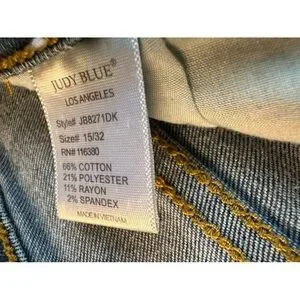 JUDY BLUE®
LOS ANGELES
Style# JB8271DK
Size# 15/32
RN# 116380
66% COTTON
21% POLYESTER
11% RAYON
2% SPANDEX
MADE IN VIETNAM